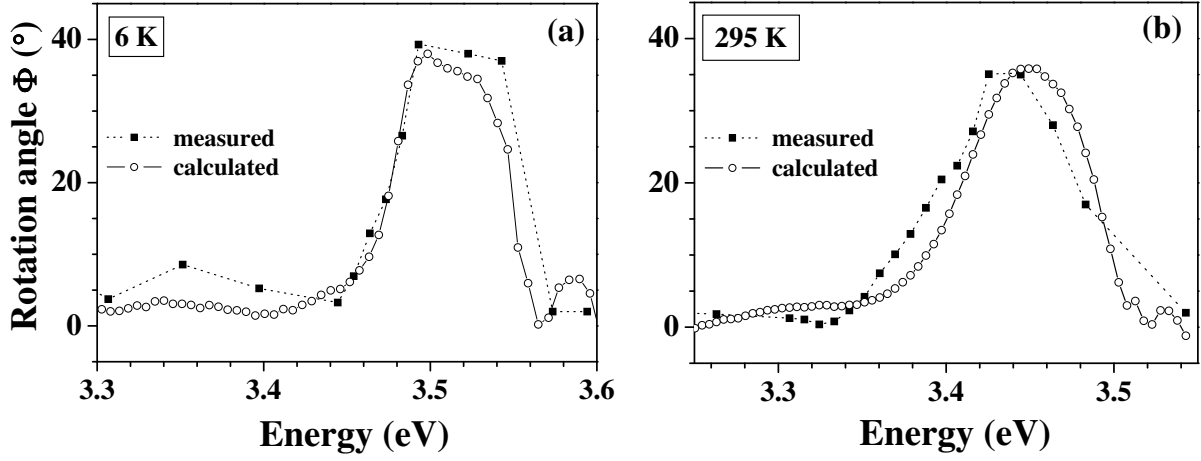 6 K
(a)
measured
calculated
Rotation angle Φ (°)
40
20
0
3.3
3.4
3.5
3.6
Energy (eV)
295 K
(b)
measured
calculated
40
20
0
3.3
3.4
3.5
Energy (eV)